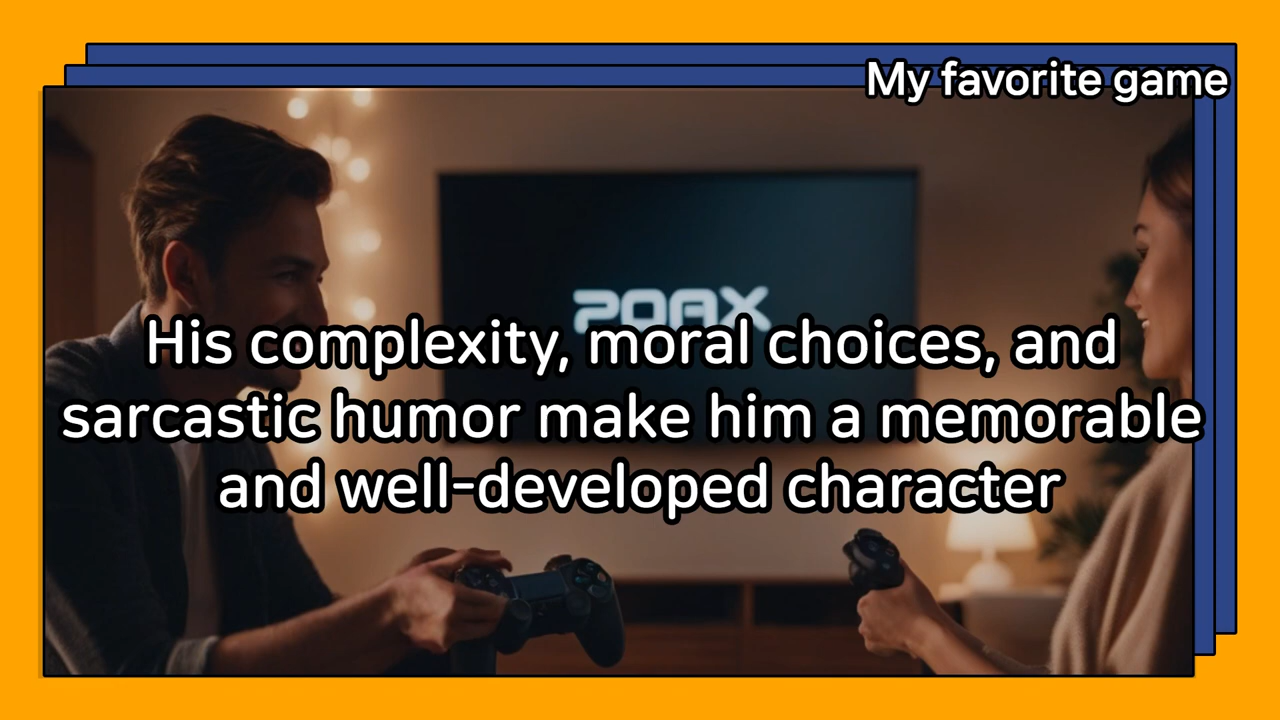 My favorite game
His complexity, moral choices, and
sarcastic humor make him a memorable
and well-developed character